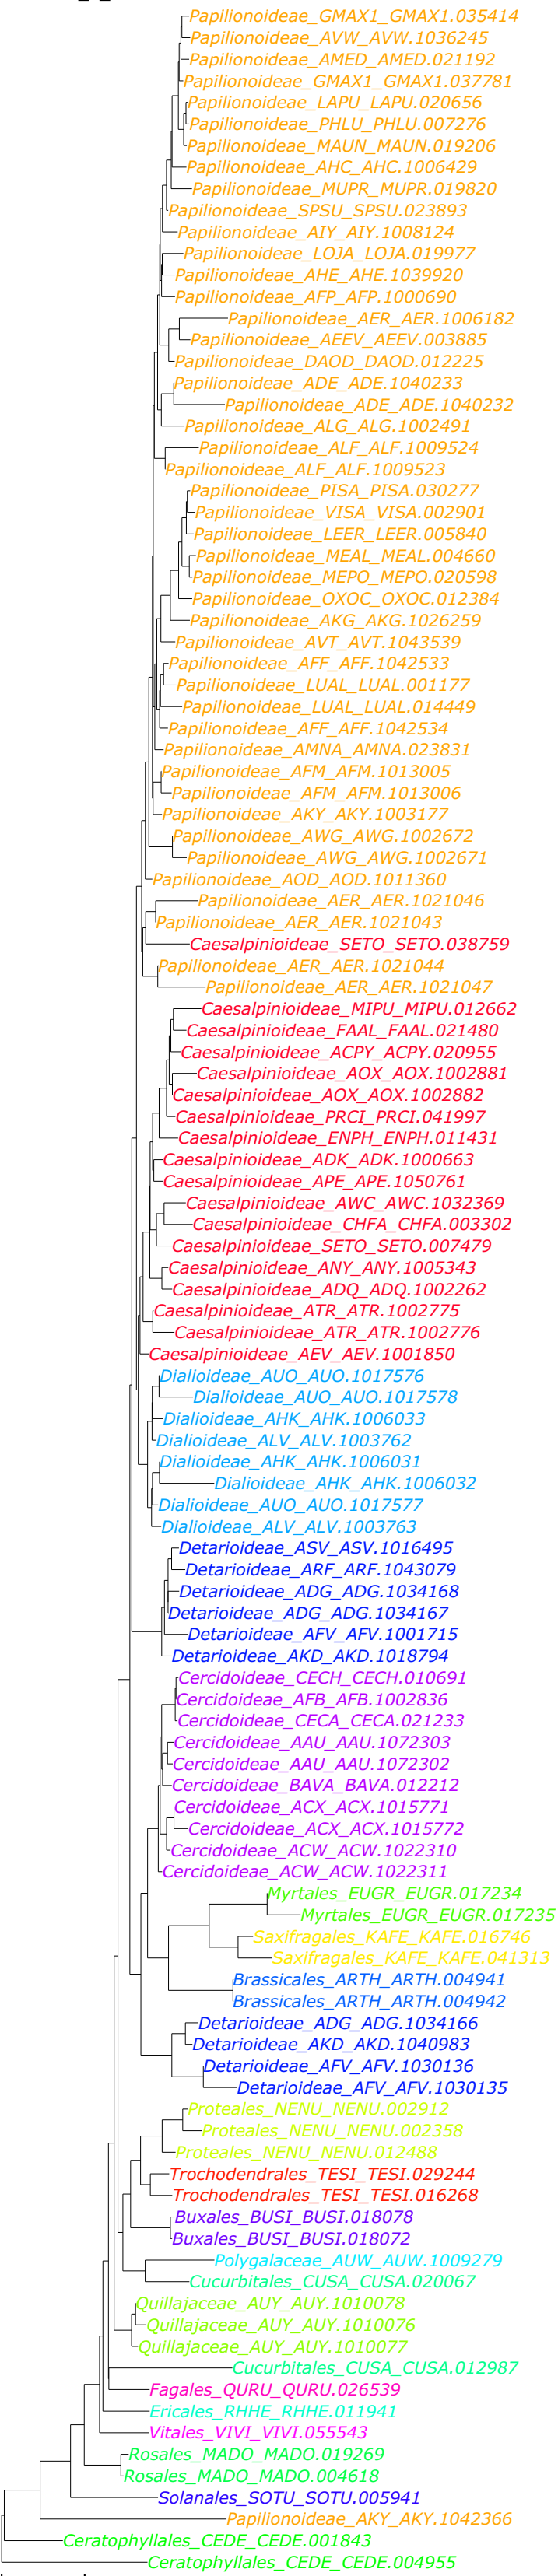 Papilionoideae_GMAX1_GMAX1.035414
Papilionoideae_AVW_AVW.1036245
Papilionoideae_AMED_AMED.021192
Papilionoideae_GMAX1_GMAX1.037781
Papilionoideae_LAPU_LAPU.020656
Papilionoideae_PHLU_PHLU.007276
Papilionoideae_MAUN_MAUN.019206
Papilionoideae_AHC_AHC.1006429
Papilionoideae_MUPR_MUPR.019820
Papilionoideae_SPSU_SPSU.023893
Papilionoideae_AIY_AIY.1008124
Papilionoideae_LOJA_LOJA.019977
Papilionoideae_AHE_AHE.1039920
Papilionoideae_AFP_AFP.1000690
Papilionoideae_AER_AER.1006182
Papilionoideae_AEEV_AEEV.003885
Papilionoideae_DAOD_DAOD.012225
Papilionoideae_ADE_ADE.1040233
Papilionoideae_ADE_ADE.1040232
Papilionoideae_ALG_ALG.1002491
Papilionoideae_ALF_ALF.1009524
Papilionoideae_ALF_ALF.1009523
Papilionoideae_PISA_PISA.030277
Papilionoideae_VISA_VISA.002901
Papilionoideae_LEER_LEER.005840
Papilionoideae_MEAL_MEAL.004660
Papilionoideae_MEPO_MEPO.020598
Papilionoideae_OXOC_OXOC.012384
Papilionoideae_AKG_AKG.1026259
Papilionoideae_AVT_AVT.1043539
Papilionoideae_AFF_AFF.1042533
Papilionoideae_LUAL_LUAL.001177
Papilionoideae_LUAL_LUAL.014449
Papilionoideae_AFF_AFF.1042534
Papilionoideae_AMNA_AMNA.023831
Papilionoideae_AFM_AFM.1013005
Papilionoideae_AFM_AFM.1013006
Papilionoideae_AKY_AKY.1003177
Papilionoideae_AWG_AWG.1002672
Papilionoideae_AWG_AWG.1002671
Papilionoideae_AOD_AOD.1011360
Papilionoideae_AER_AER.1021046
Papilionoideae_AER_AER.1021043
Caesalpinioideae_SETO_SETO.038759
Papilionoideae_AER_AER.1021044
Papilionoideae_AER_AER.1021047
Caesalpinioideae_MIPU_MIPU.012662
Caesalpinioideae_FAAL_FAAL.021480
Caesalpinioideae_ACPY_ACPY.020955
Caesalpinioideae_AOX_AOX.1002881
Caesalpinioideae_AOX_AOX.1002882
Caesalpinioideae_PRCI_PRCI.041997
Caesalpinioideae_ENPH_ENPH.011431
Caesalpinioideae_ADK_ADK.1000663
Caesalpinioideae_APE_APE.1050761
Caesalpinioideae_AWC_AWC.1032369
Caesalpinioideae_CHFA_CHFA.003302
Caesalpinioideae_SETO_SETO.007479
Caesalpinioideae_ANY_ANY.1005343
Caesalpinioideae_ADQ_ADQ.1002262
Caesalpinioideae_ATR_ATR.1002775
Caesalpinioideae_ATR_ATR.1002776
Caesalpinioideae_AEV_AEV.1001850
Dialioideae_AUO_AUO.1017576
Dialioideae_AUO_AUO.1017578
Dialioideae_AHK_AHK.1006033
Dialioideae_ALV_ALV.1003762
Dialioideae_AHK_AHK.1006031
Dialioideae_AHK_AHK.1006032
Dialioideae_AUO_AUO.1017577
Dialioideae_ALV_ALV.1003763
Detarioideae_ASV_ASV.1016495
Detarioideae_ARF_ARF.1043079
Detarioideae_ADG_ADG.1034168
Detarioideae_ADG_ADG.1034167
Detarioideae_AFV_AFV.1001715
Detarioideae_AKD_AKD.1018794
Cercidoideae_CECH_CECH.010691
Cercidoideae_AFB_AFB.1002836
Cercidoideae_CECA_CECA.021233
Cercidoideae_AAU_AAU.1072303
Cercidoideae_AAU_AAU.1072302
Cercidoideae_BAVA_BAVA.012212
Cercidoideae_ACX_ACX.1015771
Cercidoideae_ACX_ACX.1015772
Cercidoideae_ACW_ACW.1022310
Cercidoideae_ACW_ACW.1022311
Myrtales_EUGR_EUGR.017234
Myrtales_EUGR_EUGR.017235
Saxifragales_KAFE_KAFE.016746
Saxifragales_KAFE_KAFE.041313
Brassicales_ARTH_ARTH.004941
Brassicales_ARTH_ARTH.004942
Detarioideae_ADG_ADG.1034166
Detarioideae_AKD_AKD.1040983
Detarioideae_AFV_AFV.1030136
Detarioideae_AFV_AFV.1030135
Proteales_NENU_NENU.002912
Proteales_NENU_NENU.002358
Proteales_NENU_NENU.012488
Trochodendrales_TESI_TESI.029244
Trochodendrales_TESI_TESI.016268
Buxales_BUSI_BUSI.018078
Buxales_BUSI_BUSI.018072
Polygalaceae_AUW_AUW.1009279
Cucurbitales_CUSA_CUSA.020067
Quillajaceae_AUY_AUY.1010078
Quillajaceae_AUY_AUY.1010076
Quillajaceae_AUY_AUY.1010077
Cucurbitales_CUSA_CUSA.012987
Fagales_QURU_QURU.026539
Ericales_RHHE_RHHE.011941
Vitales_VIVI_VIVI.055543
Rosales_MADO_MADO.019269
Rosales_MADO_MADO.004618
Solanales_SOTU_SOTU.005941
Papilionoideae_AKY_AKY.1042366
Ceratophyllales_CEDE_CEDE.001843
Ceratophyllales_CEDE_CEDE.004955